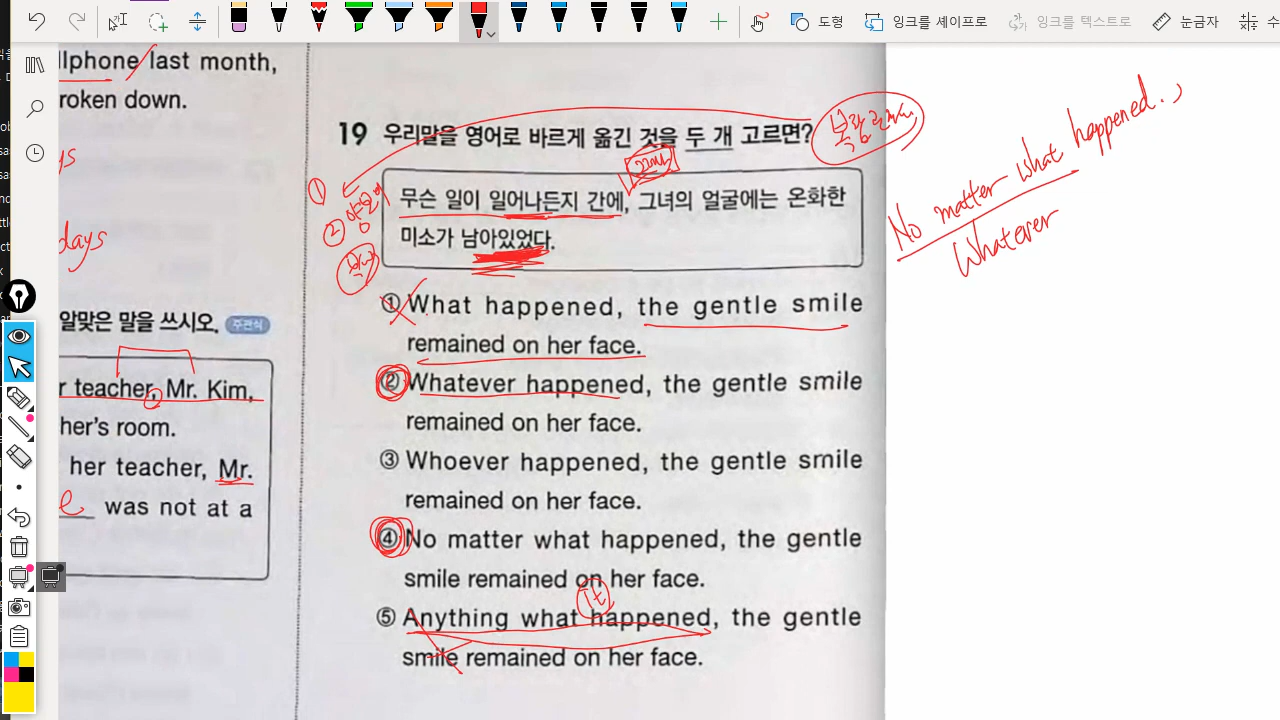 도형
잉크를 셰이프로
잉크를 텍스트로
눈금자
수
llphone last month,
roken down.
ys
days
알맞은 말을 쓰시오. 주관식
r teacher, Mr. Kim,
her's room.
her teacher, Mr.
e was not at a
19 우리말을 영어로 바르게 옮긴 것을 두 개 고르면?
①
②
무슨 일이 일어나든지 간에, 그녀의 얼굴에는 온화한
미소가 남아있었다.
① What happened, the gentle smile
remained on her face.
② Whatever happened, the gentle smile
remained on her face.
③ Whoever happened, the gentle smile
remained on her face.
④ No matter what happened, the gentle
smile remained on her face.
It
⑤ Anything what happened, the gentle
smile remained on her face.
No matter what happened..,
Whatever